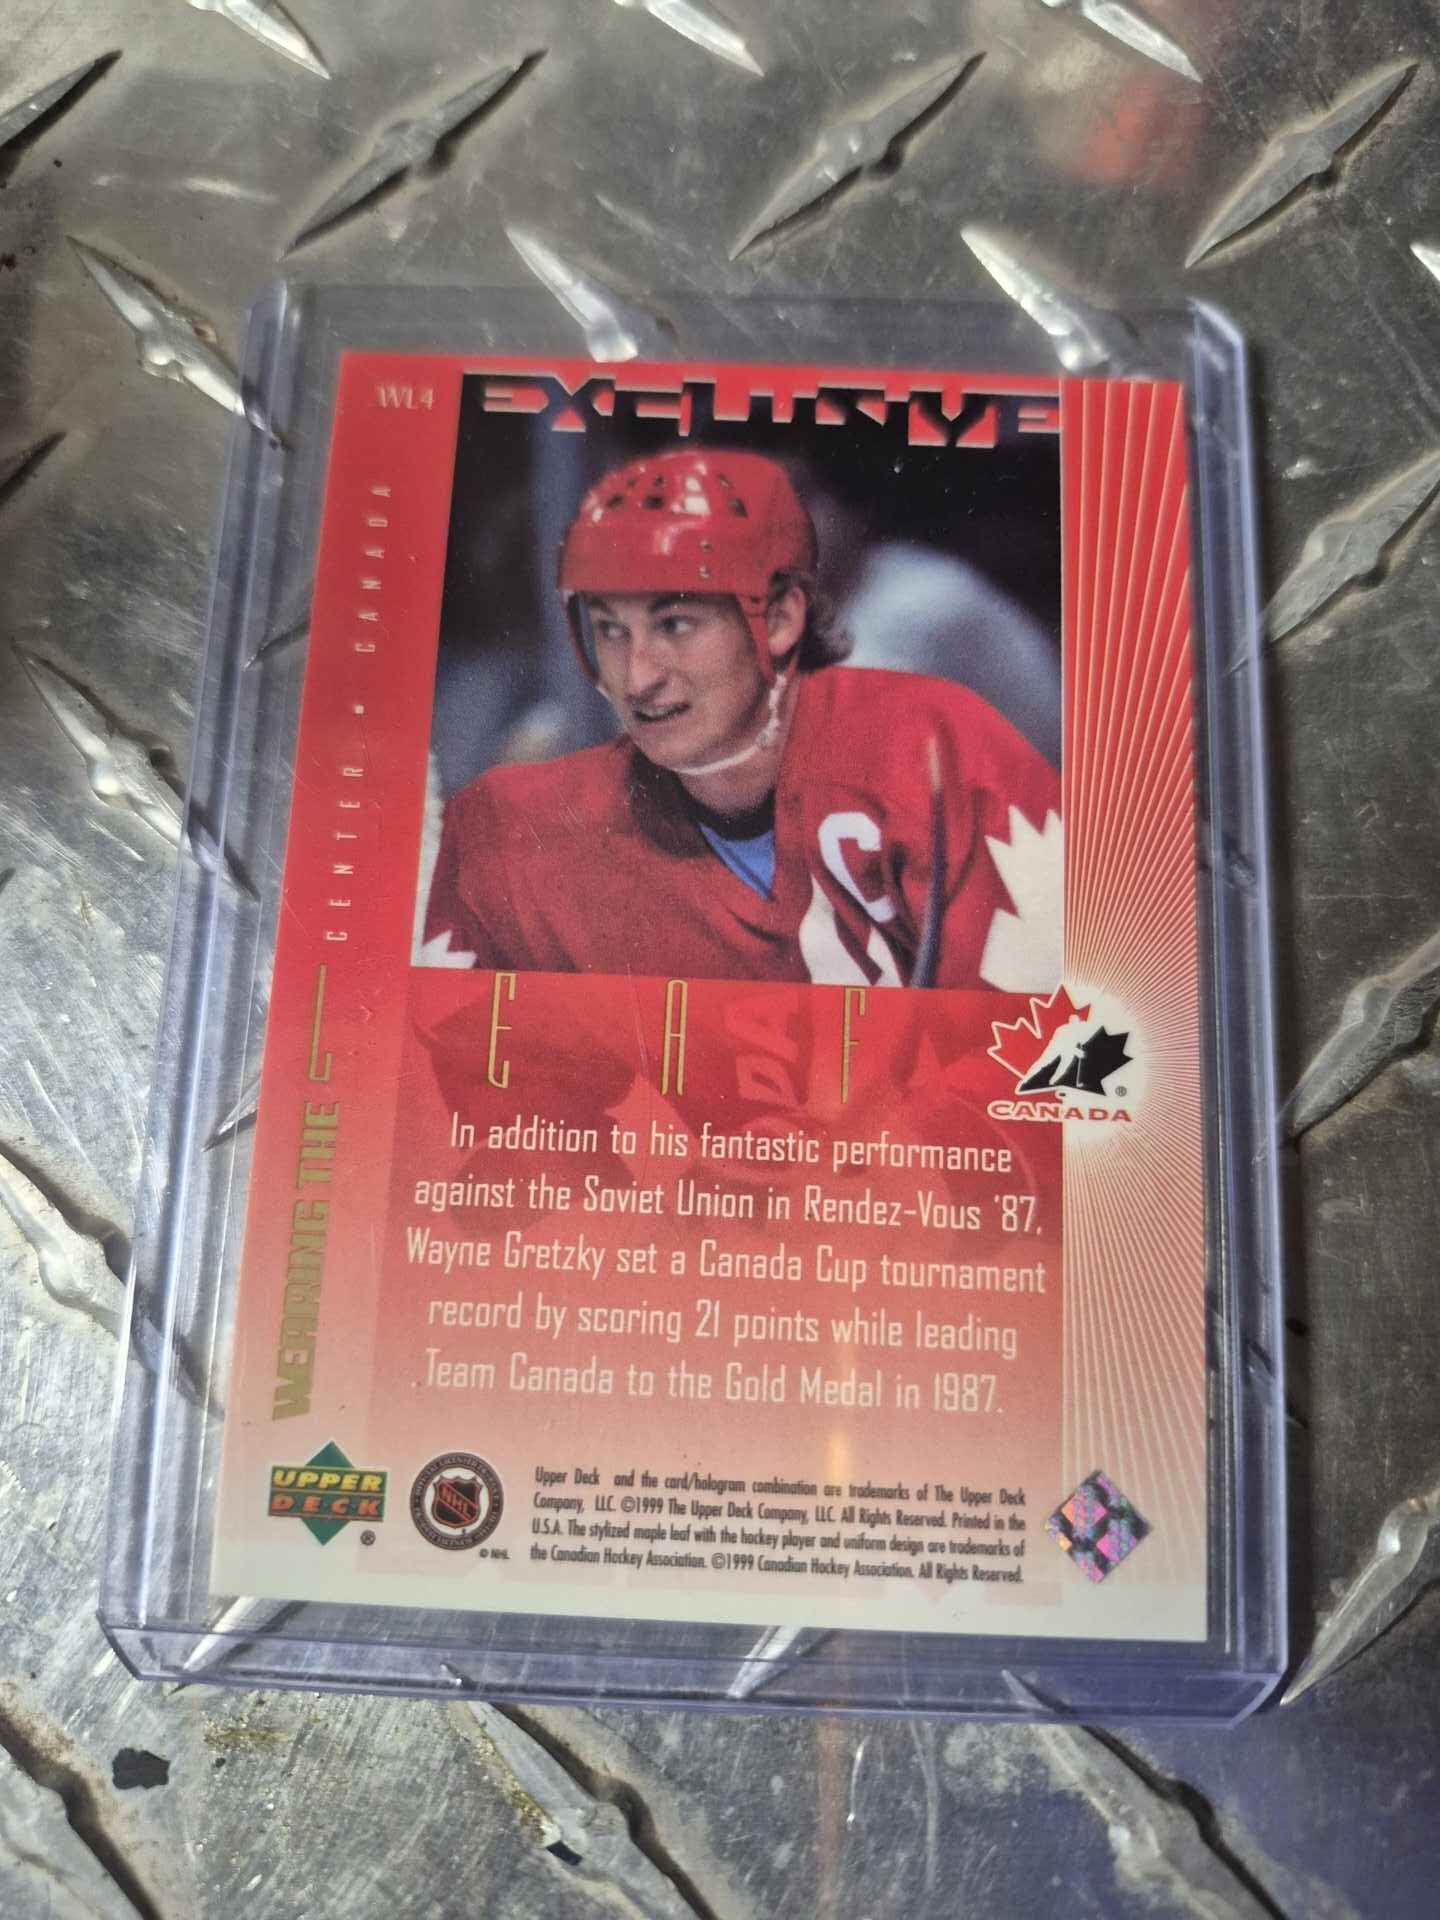 WL4
EXCLUSIVE
CENTER • CANADA
WEARING THE LEAF
CANADA
®
In addition to his fantastic performance
against the Soviet Union in Rendez-Vous '87,
Wayne Gretzky set a Canada Cup tournament
record by scoring 21 points while leading
Team Canada to the Gold Medal in 1987.
UPPER
DECK
®
NHL
© NHL
Upper Deck and the card/hologram combination are trademarks of The Upper Deck
Company, LLC. ©1999 The Upper Deck Company, LLC. All Rights Reserved. Printed in the
U.S.A. The stylized maple leaf with the hockey player and uniform design are trademarks of
the Canadian Hockey Association. ©1999 Canadian Hockey Association. All Rights Reserved.